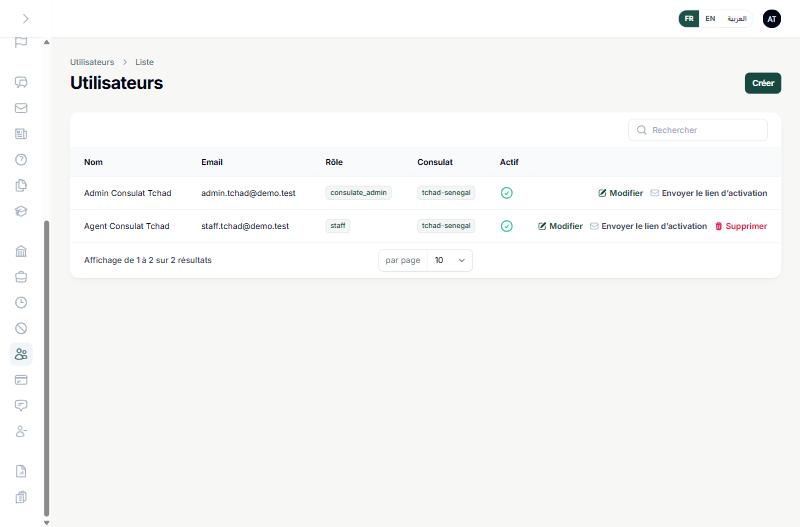 FR EN العربية AT
Utilisateurs > Liste
Utilisateurs
Créer
Rechercher
Nom Email Rôle Consulat Actif
Admin Consulat Tchad admin.tchad@demo.test consulate_admin tchad-senegal Modifier Envoyer le lien d'activation
Agent Consulat Tchad staff.tchad@demo.test staff tchad-senegal Modifier Envoyer le lien d'activation Supprimer
Affichage de 1 à 2 sur 2 résultats par page 10